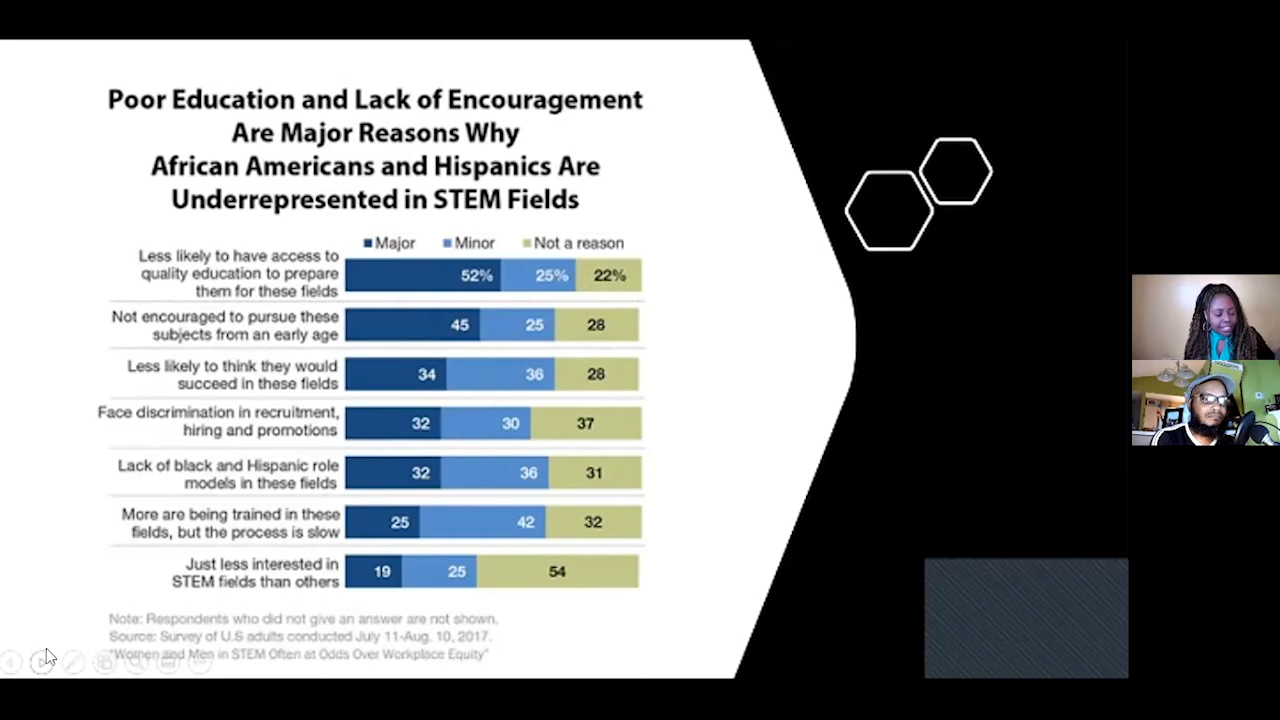 Poor Education and Lack of Encouragement
Are Major Reasons Why
African Americans and Hispanics Are
Underrepresented in STEM Fields
Major Minor Not a reason
Less likely to have access to
quality education to prepare
them for these fields
52% 25% 22%
Not encouraged to pursue these
subjects from an early age
45 25 28
Less likely to think they would
succeed in these fields
34 36 28
Face discrimination in recruitment,
hiring and promotions
32 30 37
Lack of black and Hispanic role
models in these fields
32 36 31
More are being trained in these
fields, but the process is slow
25 42 32
Just less interested in
STEM fields than others
19 25 54
Note: Respondents who did not give an answer are not shown.
Source: Survey of U.S adults conducted July 11-Aug. 10, 2017.
"Women and Men in STEM Often at Odds Over Workplace Equity"